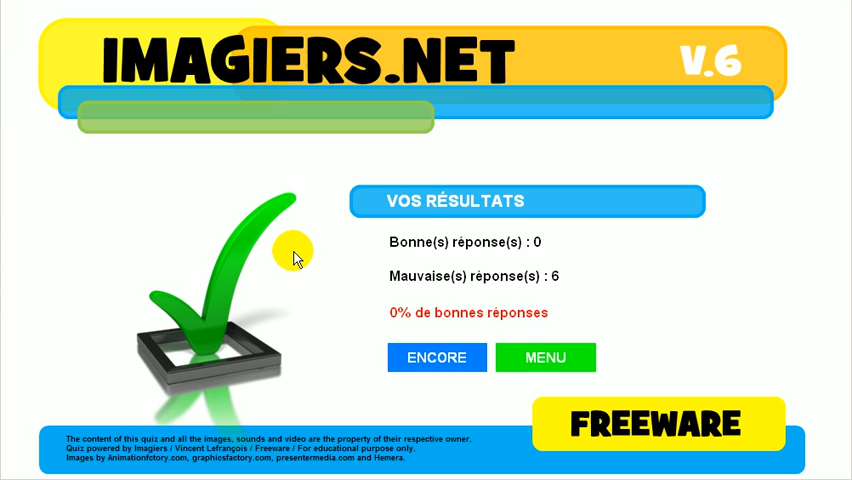 IMAGIERS.NET
V.6
VOS RÉSULTATS
Bonne(s) réponse(s) : 0
Mauvaise(s) réponse(s) : 6
0% de bonnes réponses
ENCORE
MENU
FREEWARE
The content of this quiz and all the images, sounds and video are the property of their respective owner.
Quiz powered by Imagiers / Vincent Lefrançois / Freeware / For educational purpose only.
Images by Animationfctory.com, graphicsfactory.com, presentermedia.com and Hemera.